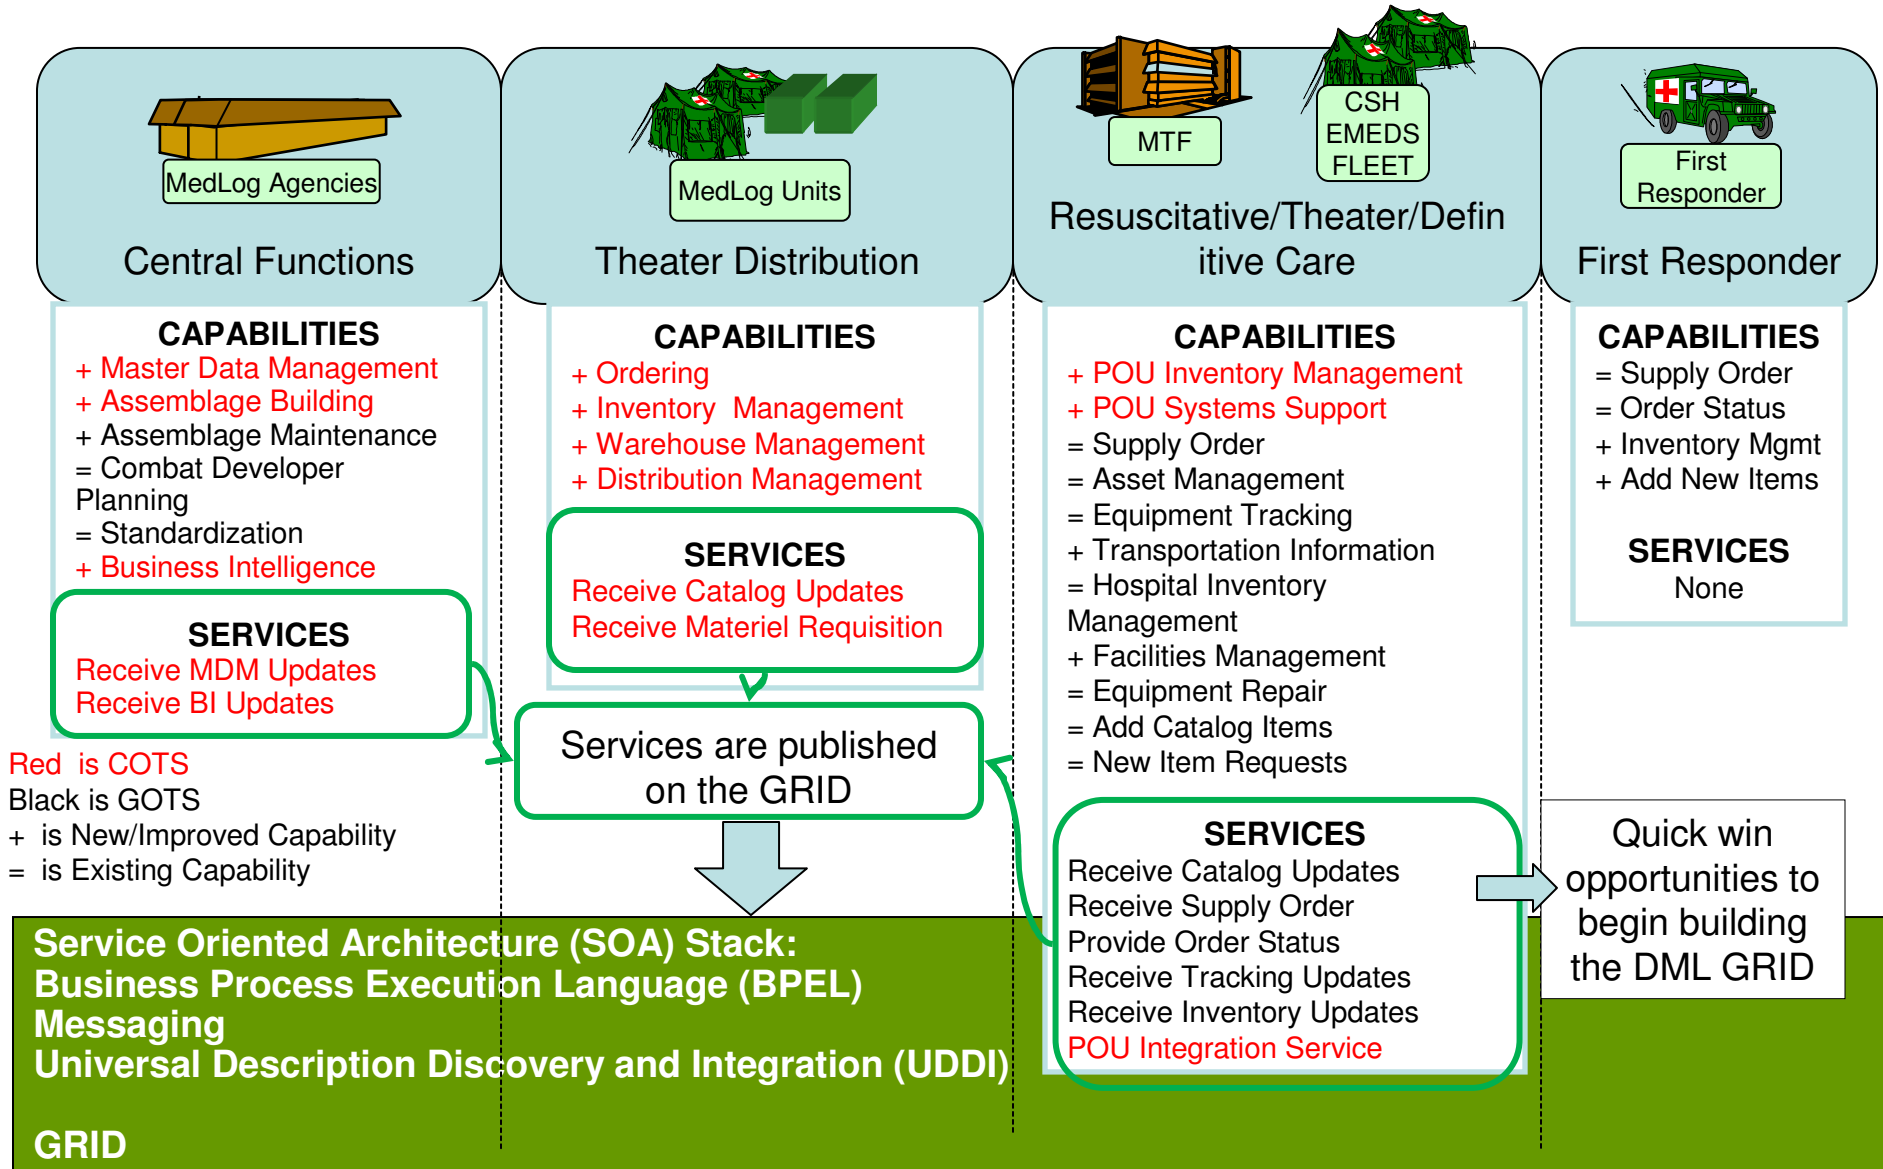 MedLog Agencies
Central Functions
CAPABILITIES
+ Master Data Management
+ Assemblage Building
+ Assemblage Maintenance
= Combat Developer
Planning
= Standardization
+ Business Intelligence
SERVICES
Receive MDM Updates
Receive BI Updates
Red  is COTS
Black is GOTS
+  is New/Improved Capability
=  is Existing Capability
MedLog Units
Theater Distribution
CAPABILITIES
+ Ordering
+ Inventory  Management
+ Warehouse Management
+ Distribution Management
SERVICES
Receive Catalog Updates
Receive Materiel Requisition
Services are published
on the GRID
MTF
CSH
EMEDS
FLEET
Resuscitative/Theater/Defin
itive Care
CAPABILITIES
+ POU Inventory Management
+ POU Systems Support
= Supply Order
= Asset Management
= Equipment Tracking
+ Transportation Information
= Hospital Inventory
Management
+ Facilities Management
= Equipment Repair
= Add Catalog Items
= New Item Requests
SERVICES
Receive Catalog Updates
Receive Supply Order
Provide Order Status
Receive Tracking Updates
Receive Inventory Updates
POU Integration Service
First
Responder
First Responder
CAPABILITIES
= Supply Order
= Order Status
+ Inventory Mgmt
+ Add New Items
SERVICES
None
Quick win
opportunities to
begin building
the DML GRID
Service Oriented Architecture (SOA) Stack:
Business Process Execution Language (BPEL)
Messaging
Universal Description Discovery and Integration (UDDI)
GRID